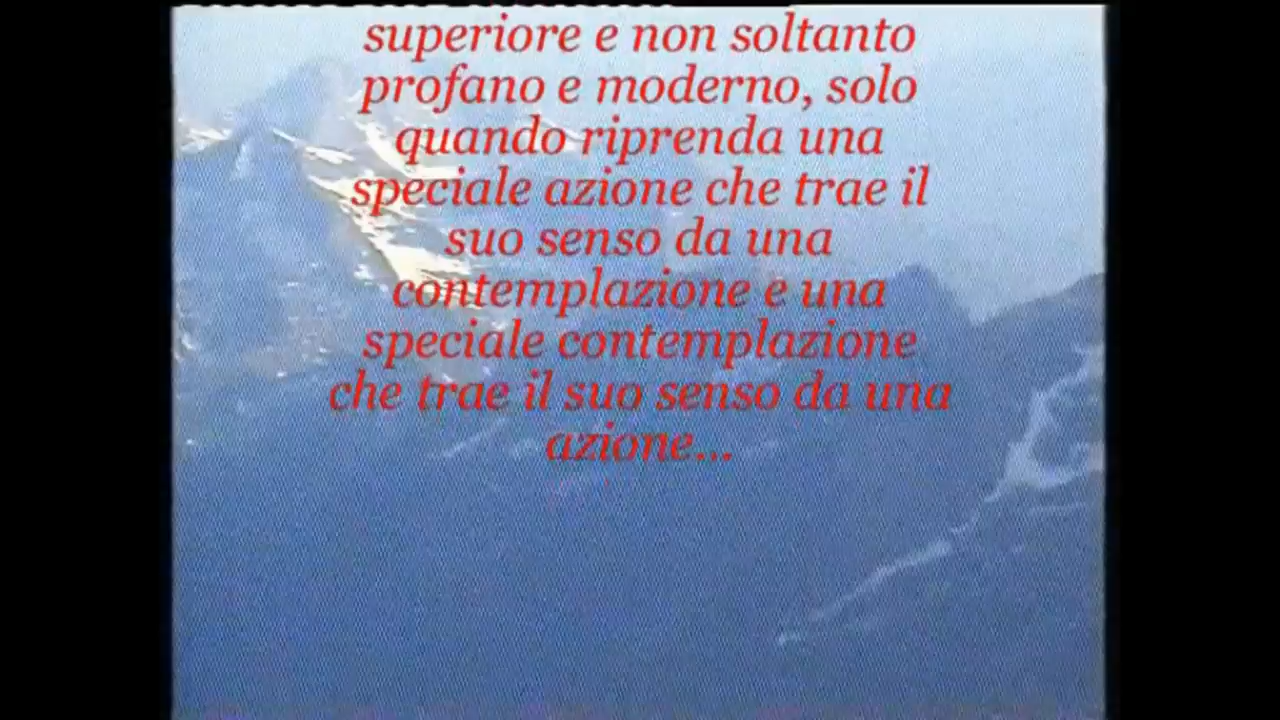 superiore e non soltanto
profano e moderno, solo
quando riprenda una
speciale azione che trae il
suo senso da una
contemplazione e una
speciale contemplazione
che trae il suo senso da una
azione...